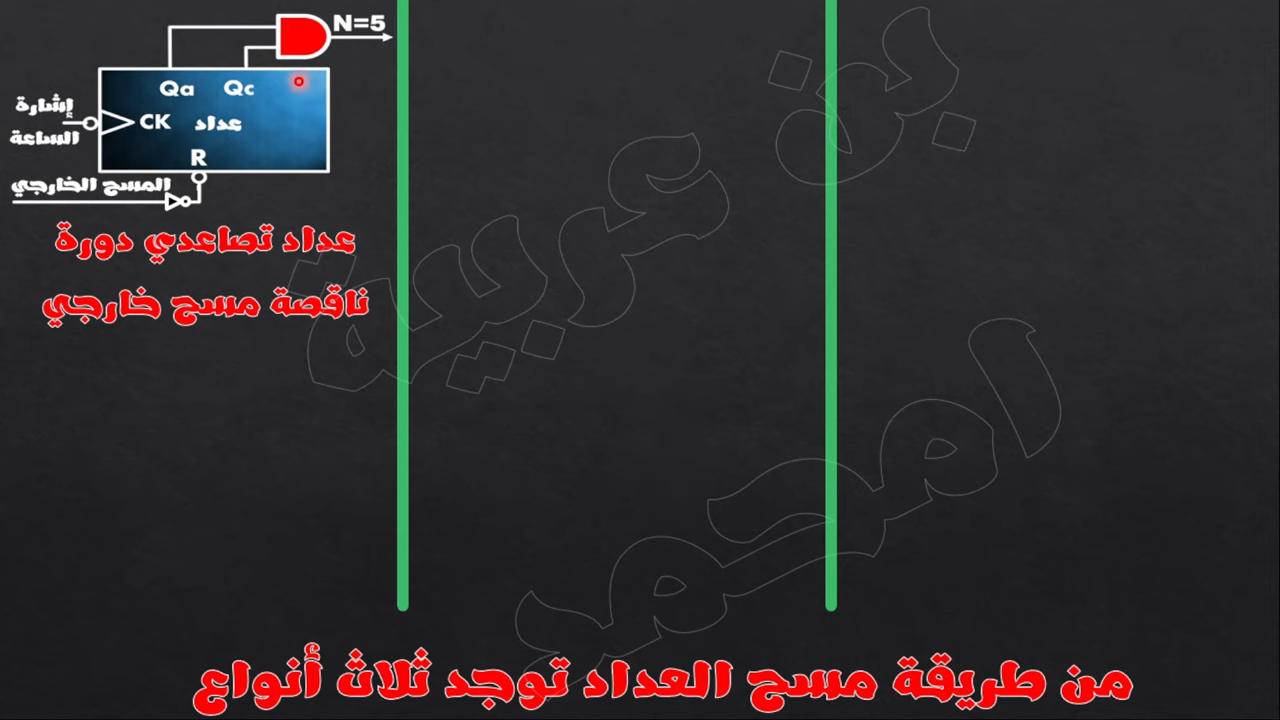 N=5
Qa Qc
إشارة
الساعة
CK عداد
R
المسح الخارجي
عداد تصاعدي دورة
ناقصة مسح خارجي
بن عريبية
امحمد
من طريقة مسح العداد توجد ثلاث أنواع